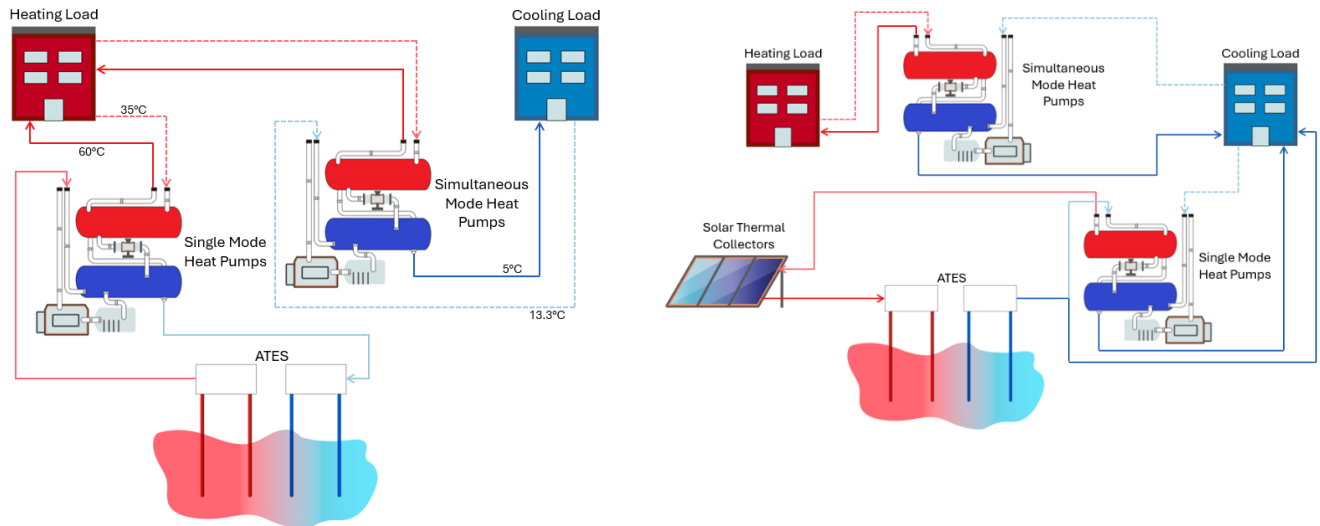 Heating Load
Cooling Load
35ºC
60ºC
Simultaneous
Mode Heat
Pumps
Single Mode
Heat Pumps
5ºC
13.3ºC
ATES
Heating Load
Simultaneous
Mode Heat
Pumps
Cooling Load
Solar Thermal
Collectors
Single Mode
Heat Pumps
ATES